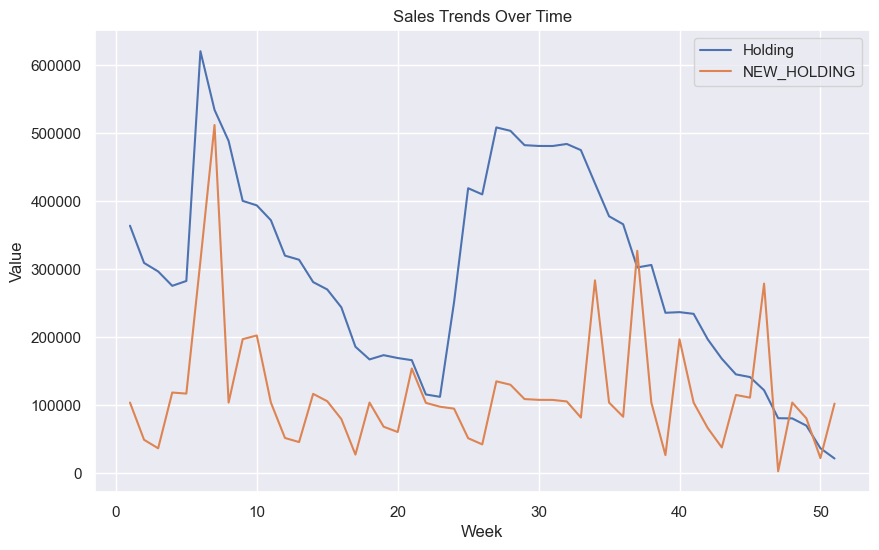 Sales Trends Over Time
Holding
NEW_HOLDING
600000
500000
400000
300000
200000
100000
0
Value
0 10 20 30 40 50
Week